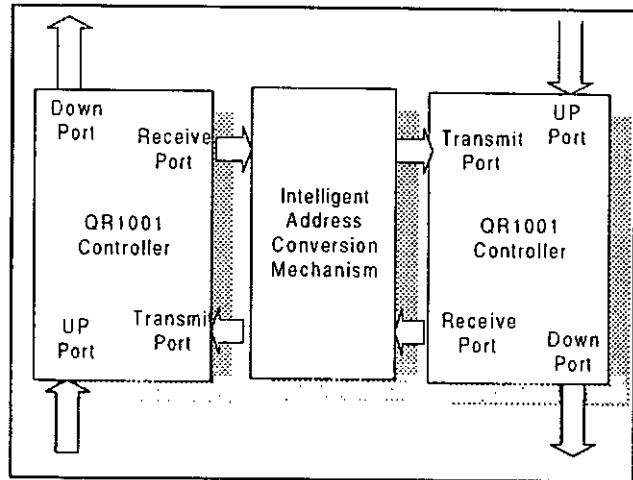 Down
Port
Receive
Port
QR1001
Controller
UP
Port
Transmit
Port
Intelligent
Address
Conversion
Mechanism
UP
Port
Transmit
Port
QR1001
Controller
Receive
Port
Down
Port